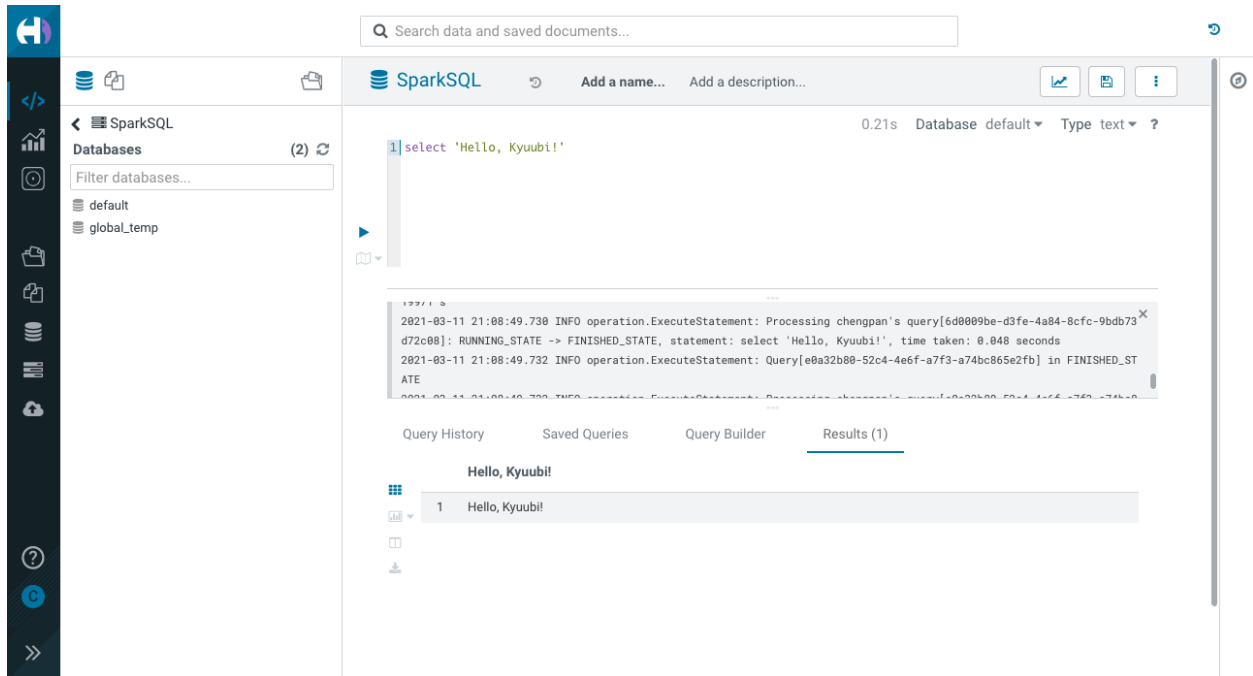 Search data and saved documents...
SparkSQL
Add a name...
Add a description...
</>
SparkSQL
0.21s Database default Type text ?
Databases (2)
1 select 'Hello, Kyuubi!'
Filter databases...
default
global_temp
2021-03-11 21:08:49.730 INFO operation.ExecuteStatement: Processing chengpan's query[6d0009be-d3fe-4a84-8cfc-9bdb73
d72c08]: RUNNING_STATE -> FINISHED_STATE, statement: select 'Hello, Kyuubi!', time taken: 0.048 seconds
2021-03-11 21:08:49.732 INFO operation.ExecuteStatement: Query[e0a32b80-52c4-4e6f-a7f3-a74bc865e2fb] in FINISHED_ST
ATE
Query History Saved Queries Query Builder Results (1)
Hello, Kyuubi!
1 Hello, Kyuubi!
?
C